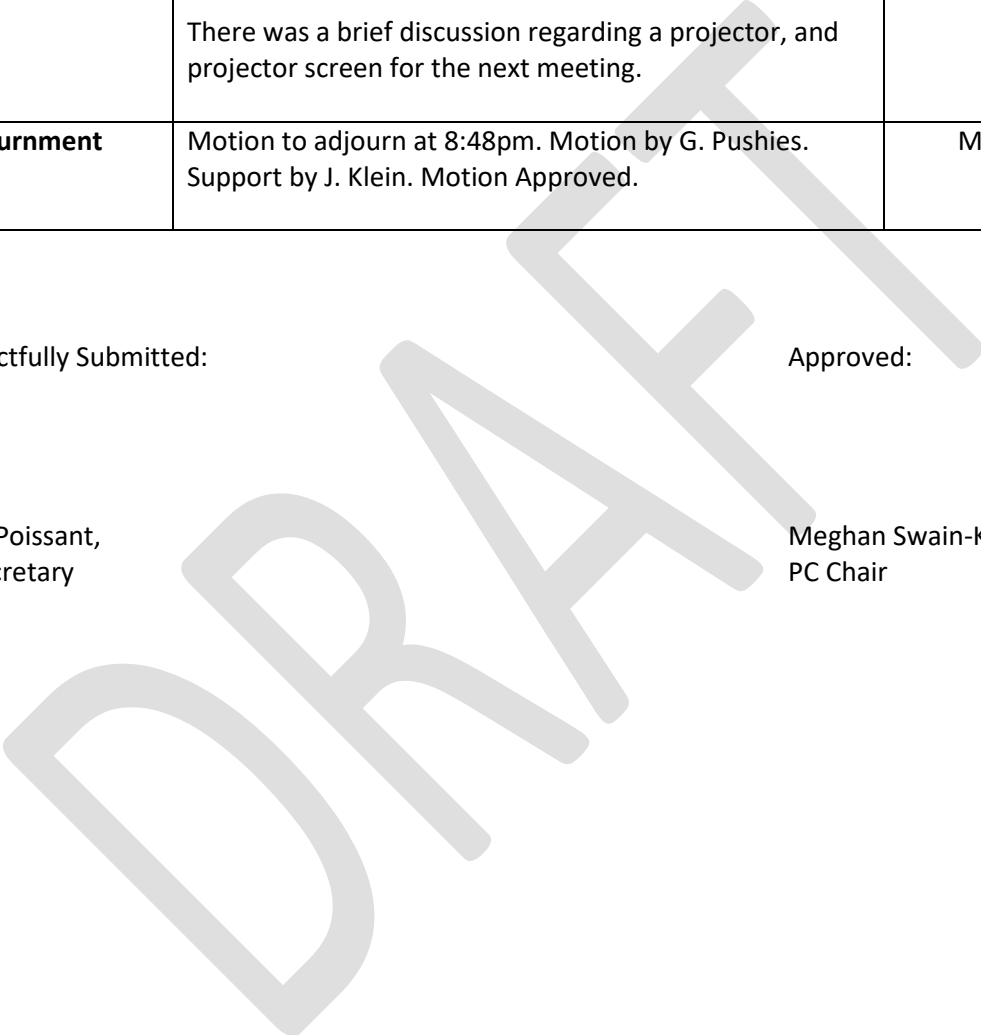 There was a brief discussion regarding a projector, and
projector screen for the next meeting.
urnment Motion to adjourn at 8:48pm. Motion by G. Pushies. M
Support by J. Klein. Motion Approved.
ctfully Submitted: Approved:
Poissant, Meghan Swain-K
cretary PC Chair
DRAFT